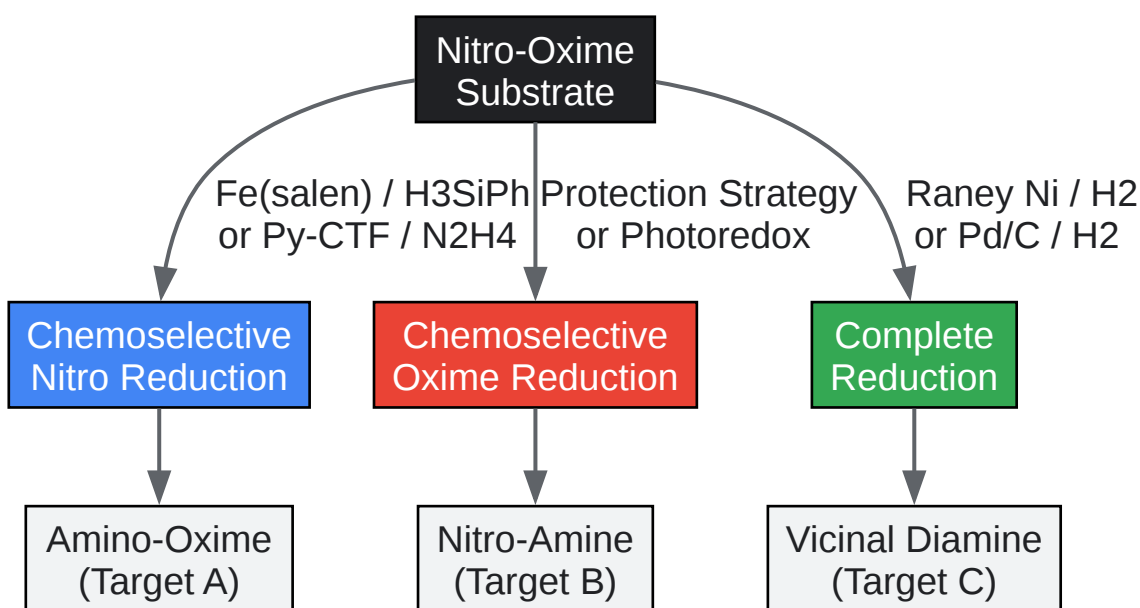 Nitro-Oxime
Substrate
Fe(salen) / H3SiPh
or Py-CTF / N2H4
Protection Strategy
or Photoredox
Raney Ni / H2
or Pd/C / H2
Chemoselective
Nitro Reduction
Chemoselective
Oxime Reduction
Complete
Reduction
Amino-Oxime
(Target A)
Nitro-Amine
(Target B)
Vicinal Diamine
(Target C)